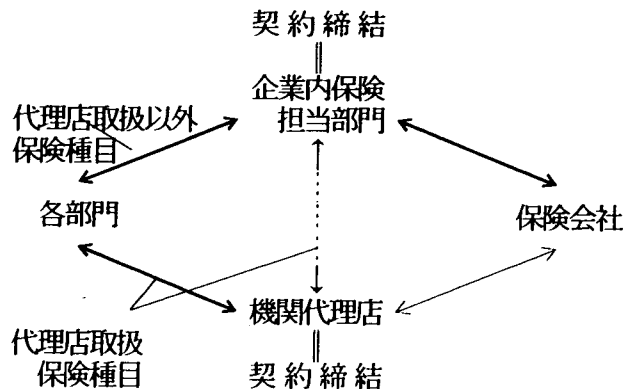 契約締結
企業内保険
担当部門
代理店取扱以外
保険種目
各部門
保険会社
機関代理店
代理店取扱
保険種目
契約締結